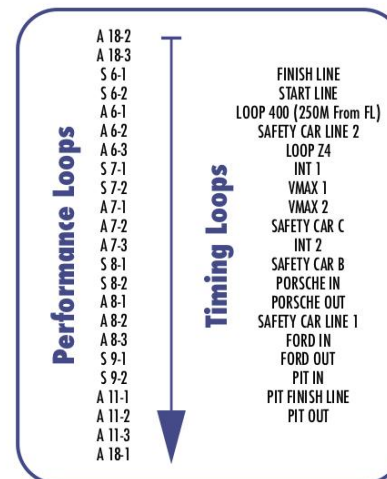 Performance Loops
A 18-2
A 18-3
S 6-1
S 6-2
A 6-1
A 6-2
A 6-3
S 7-1
S 7-2
A 7-1
A 7-2
A 7-3
S 8-1
S 8-2
A 8-1
A 8-2
A 8-3
S 9-1
S 9-2
A 11-1
A 11-2
A 11-3
A 18-1
Timing Loops
FINISH LINE
START LINE
LOOP 400 (250M From FL)
SAFETY CAR LINE 2
LOOP Z4
INT 1
VMAX 1
VMAX 2
SAFETY CAR C
INT 2
SAFETY CAR B
PORSCHE IN
PORSCHE OUT
SAFETY CAR LINE 1
FORD IN
FORD OUT
PIT IN
PIT FINISH LINE
PIT OUT